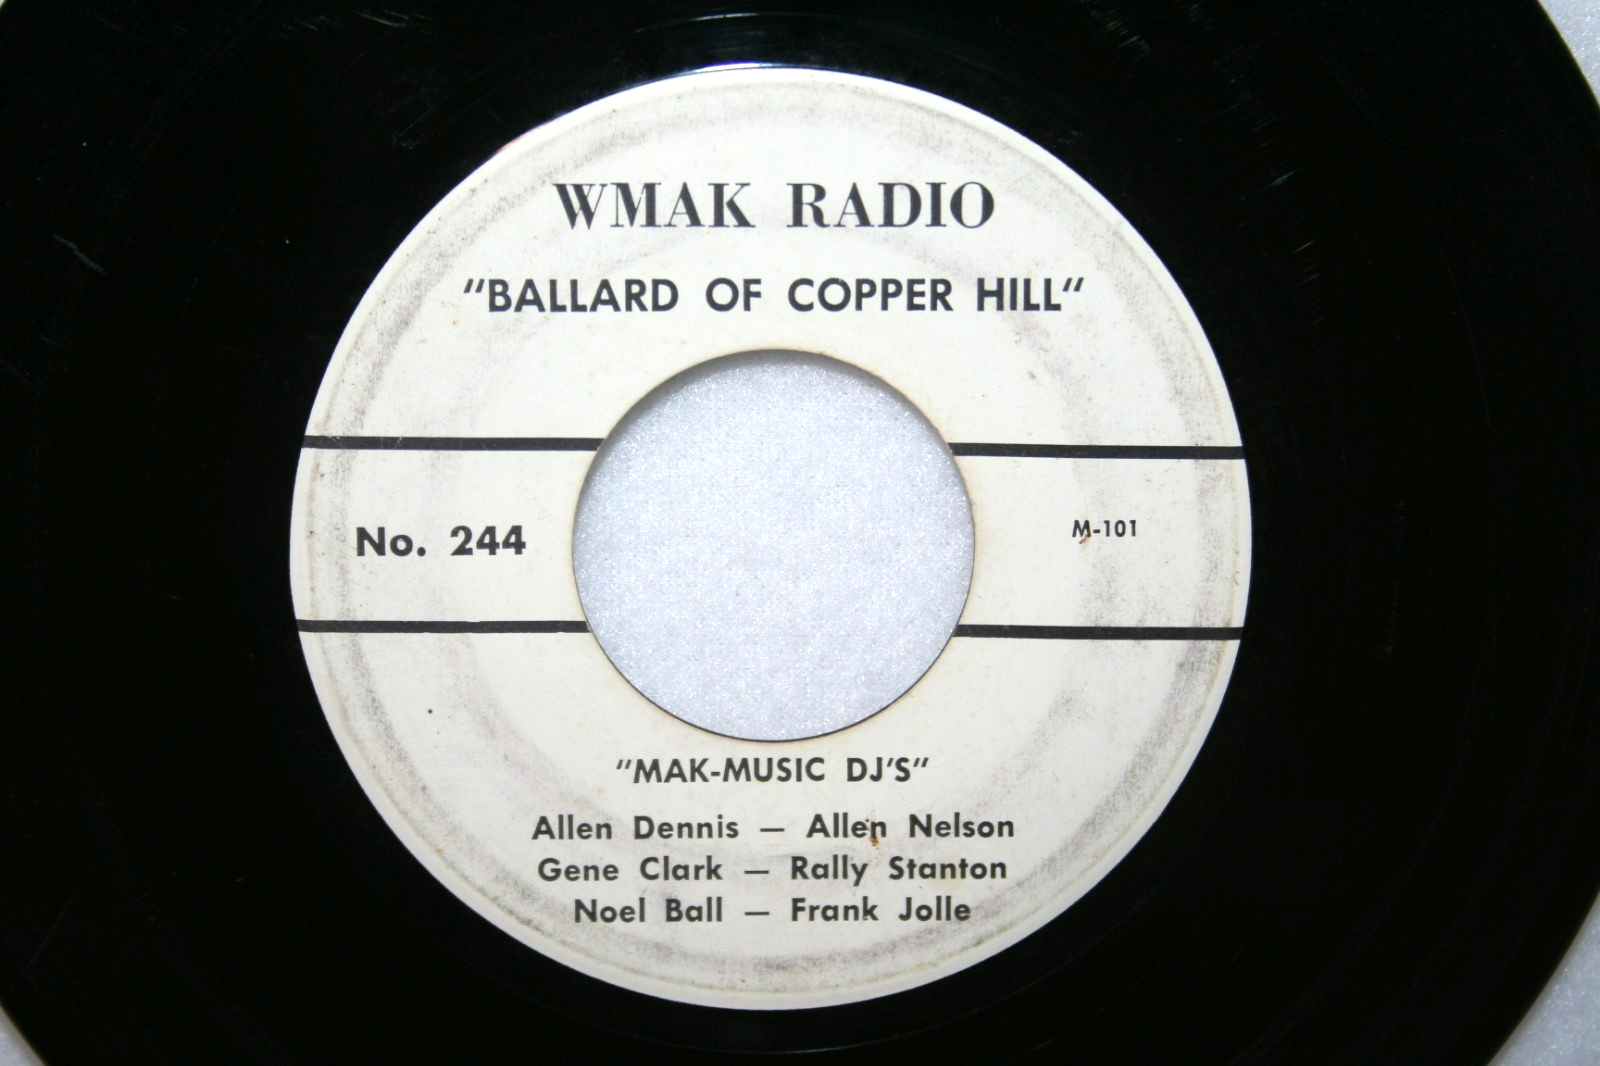 WMAK RADIO
"BALLARD OF COPPER HILL"
No. 244
M-101
"MAK-MUSIC DJ'S"
Allen Dennis — Allen Nelson
Gene Clark — Rally Stanton
Noel Ball — Frank Jolle